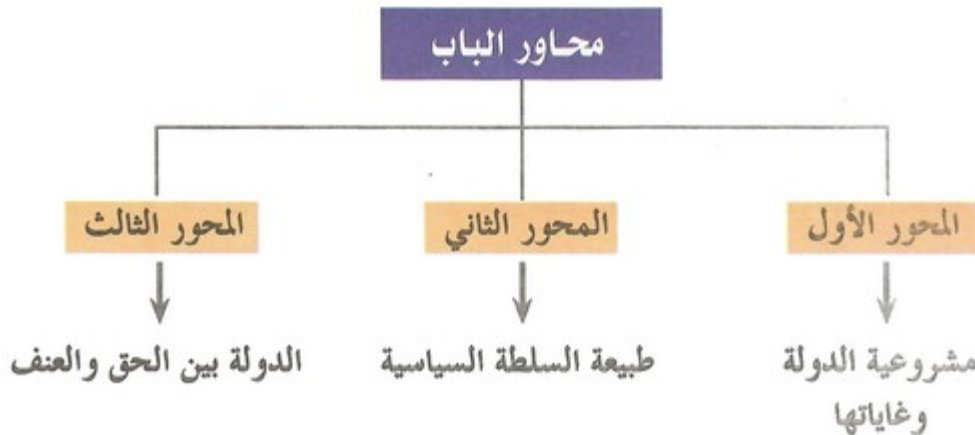 محاور الباب
المحور الأول
المحور الثاني
المحور الثالث
مشروعية الدولة
وغاياتها
طبيعة السلطة السياسية
الدولة بين الحق والعنف